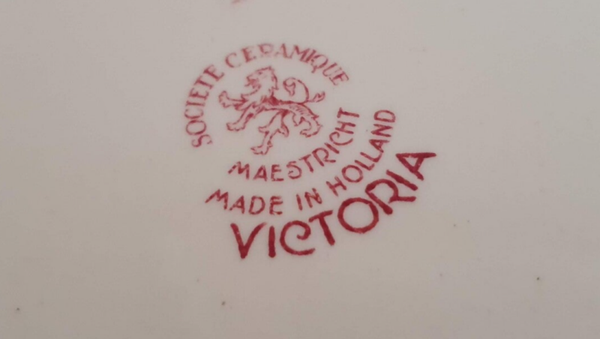 SOCIETE CERAMIQUE
MAESTRICHT
MADE IN HOLLAND
VICTORIA